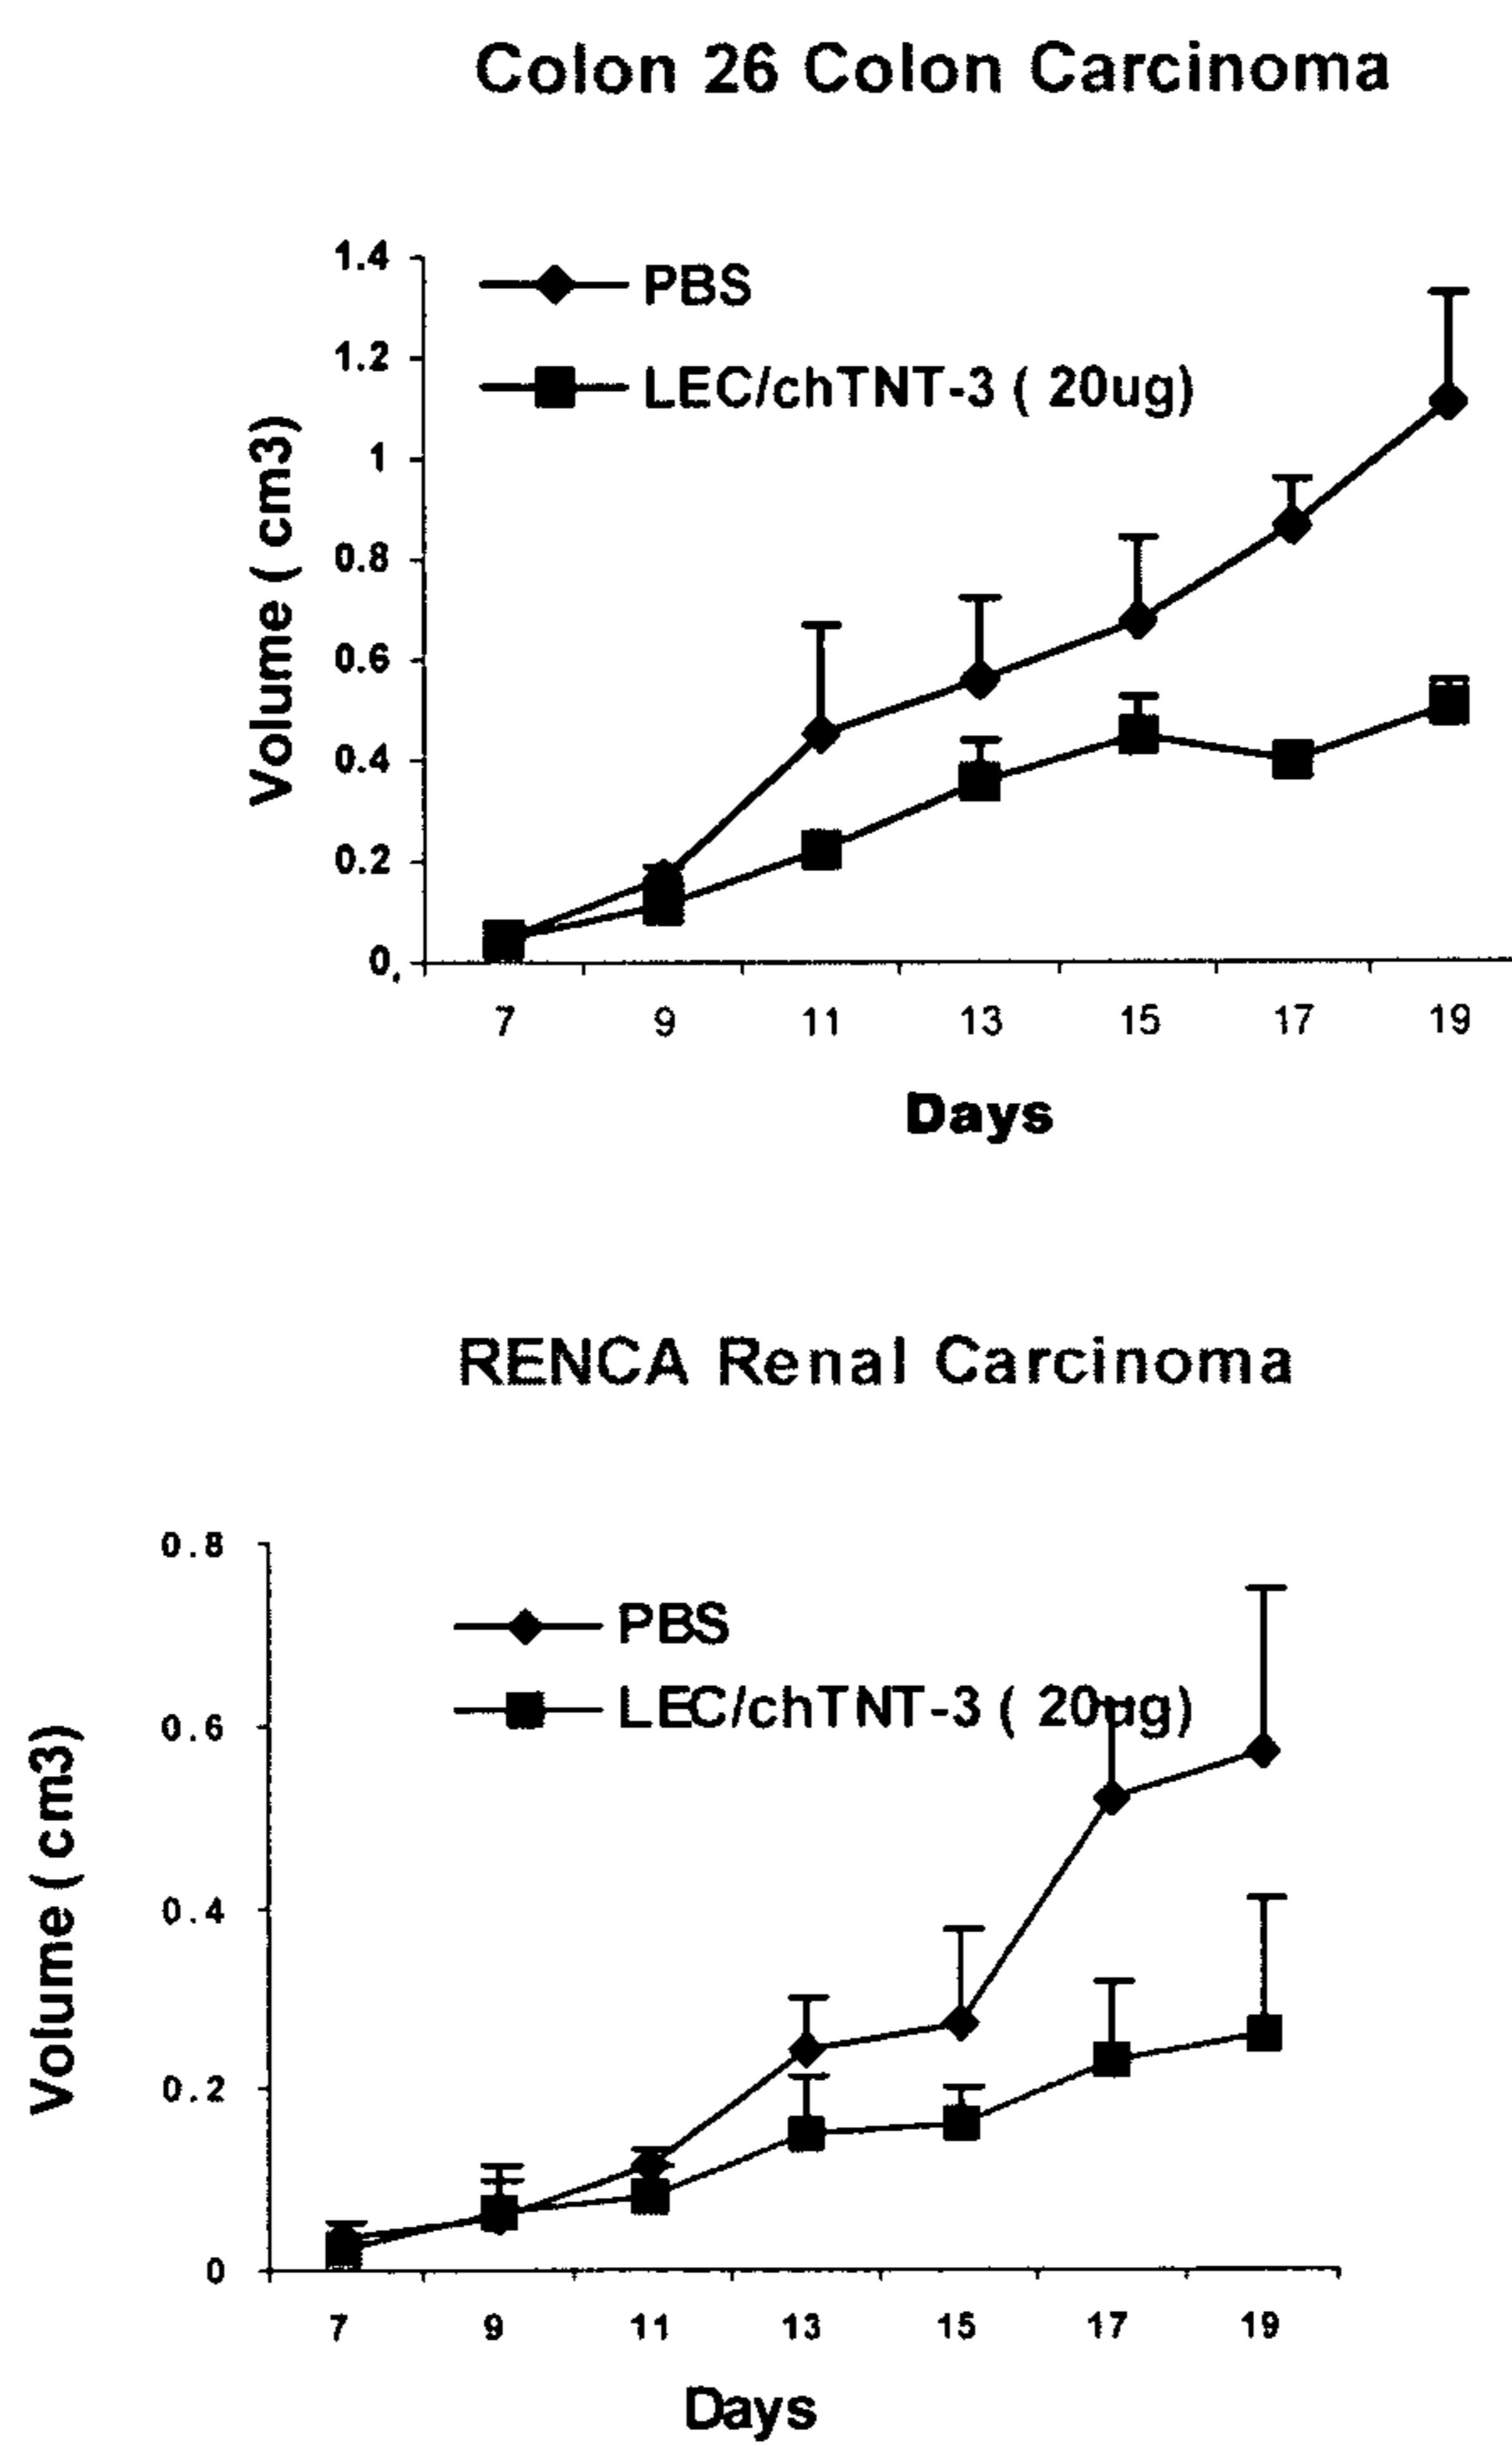 Colon 26 Colon Carcinoma
1.4
1.2
1
0.8
0.6
0.4
0.2
0
PBS
LEC/chTNT-3 ( 20ug)
Volume ( cm3)
7 9 11 13 15 17 19
Days
RENCA Renal Carcinoma
0.8
0.6
0.4
0.2
0
PBS
LEC/chTNT-3 ( 20µg)
Volume ( cm3)
7 9 11 13 15 17 19
Days